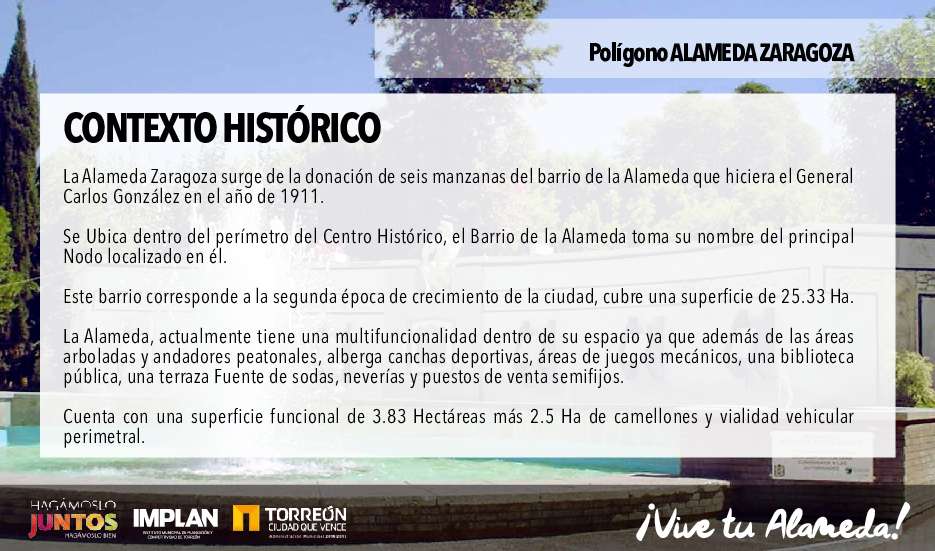 Polígono ALAMEDA ZARAGOZA
CONTEXTO HISTÓRICO
La Alameda Zaragoza surge de la donación de seis manzanas del barrio de la Alameda que hiciera el General
Carlos González en el año de 1911.
Se Ubica dentro del perímetro del Centro Histórico, el Barrio de la Alameda toma su nombre del principal
Nodo localizado en él.
Este barrio corresponde a la segunda época de crecimiento de la ciudad, cubre una superficie de 25.33 Ha.
La Alameda, actualmente tiene una multifuncionalidad dentro de su espacio ya que además de las áreas
arboladas y andadores peatonales, alberga canchas deportivas, áreas de juegos mecánicos, una biblioteca
pública, una terraza Fuente de sodas, neverías y puestos de venta semifijos.
Cuenta con una superficie funcional de 3.83 Hectáreas más 2.5 Ha de camellones y vialidad vehicular
perimetral.
HAGÁMOSLO
JUNTOS
HAGÁMOSLO BIEN
IMPLAN
INSTITUTO MUNICIPAL DE PLANEACIÓN Y
COMPETITIVIDAD DE TORREÓN
TORREÓN
CIUDAD QUE VENCE
¡Vive tu Alameda!